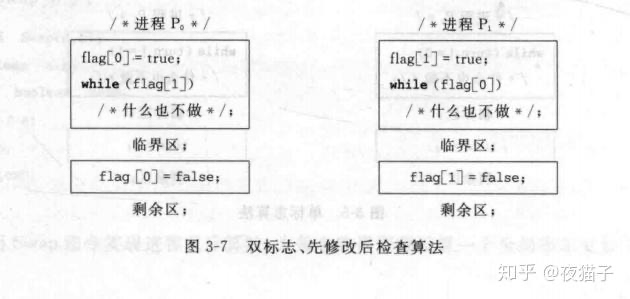 /*进程 P₀ */
flag[0]=true;
while(flag[1])
/*什么也不做*/;
临界区;
flag[0]=false;
剩余区;
/*进程 P₁ */
flag[1]=true;
while(flag[0])
/*什么也不做*/;
临界区;
flag[1]=false;
剩余区;
图 3-7 双标志、先修改后检查算法
知乎 @夜猫子